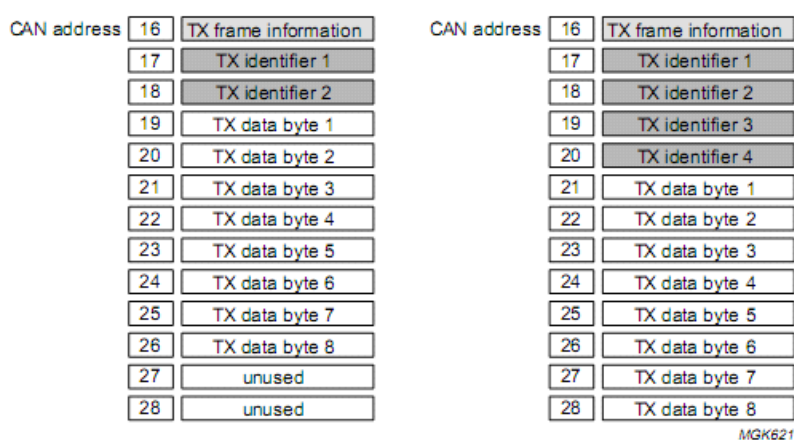 CAN address 16 TX frame information
17 TX identifier 1
18 TX identifier 2
19 TX data byte 1
20 TX data byte 2
21 TX data byte 3
22 TX data byte 4
23 TX data byte 5
24 TX data byte 6
25 TX data byte 7
26 TX data byte 8
27 unused
28 unused
CAN address 16 TX frame information
17 TX identifier 1
18 TX identifier 2
19 TX identifier 3
20 TX identifier 4
21 TX data byte 1
22 TX data byte 2
23 TX data byte 3
24 TX data byte 4
25 TX data byte 5
26 TX data byte 6
27 TX data byte 7
28 TX data byte 8
MGK621